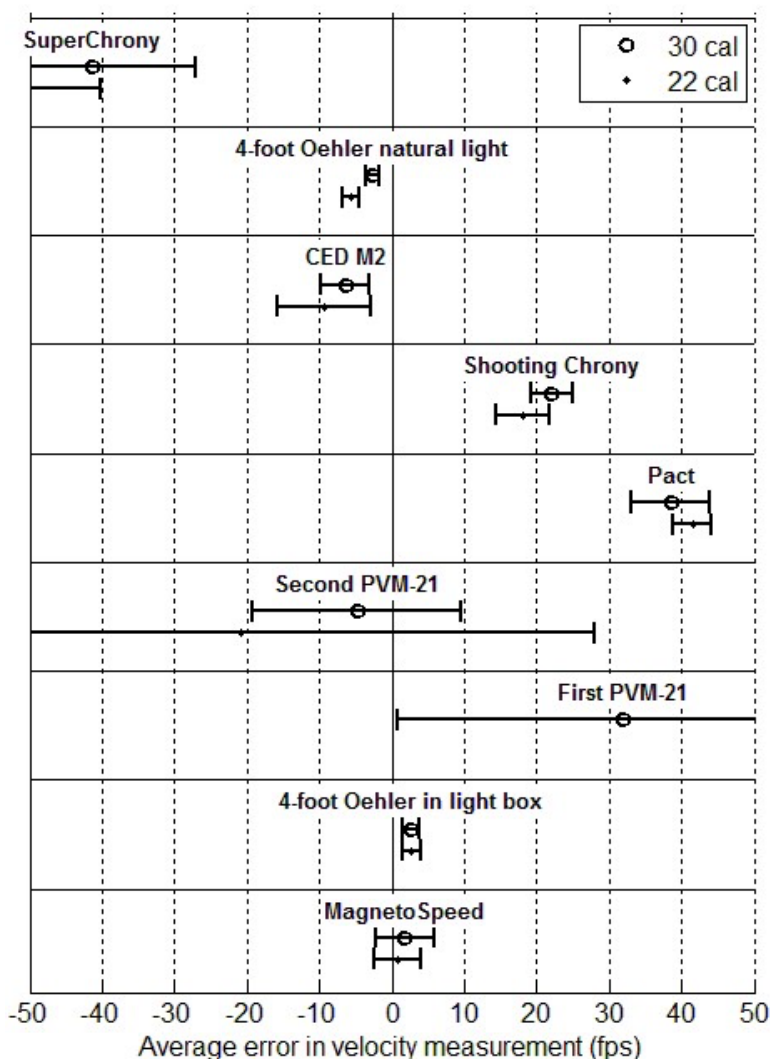 SuperChrony
30 cal
22 cal
4-foot Oehler natural light
CED M2
Shooting Chrony
Pact
Second PVM-21
First PVM-21
4-foot Oehler in light box
MagnetoSpeed
-50 -40 -30 -20 -10 0 10 20 30 40 50
Average error in velocity measurement (fps)